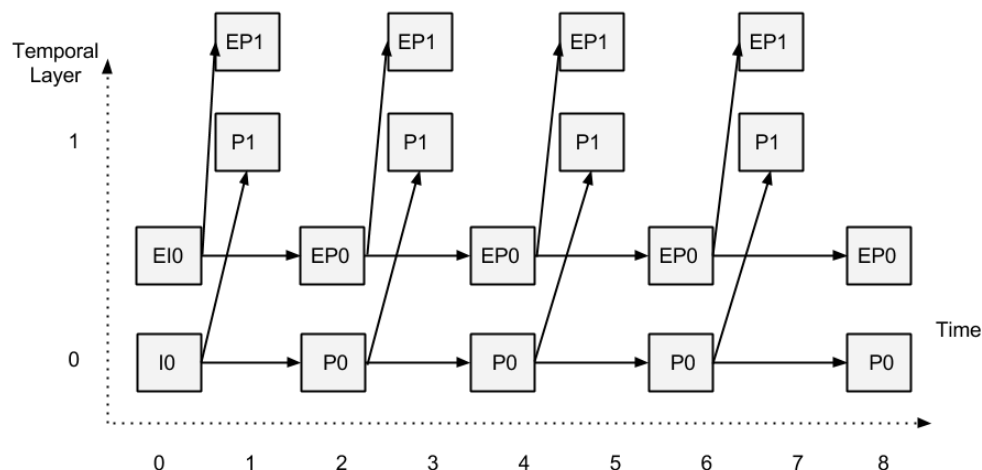 EP1 EP1 EP1 EP1
Temporal
Layer
1 P1 P1 P1 P1
EI0 EP0 EP0 EP0 EP0
Time
0 I0 P0 P0 P0 P0
0 1 2 3 4 5 6 7 8